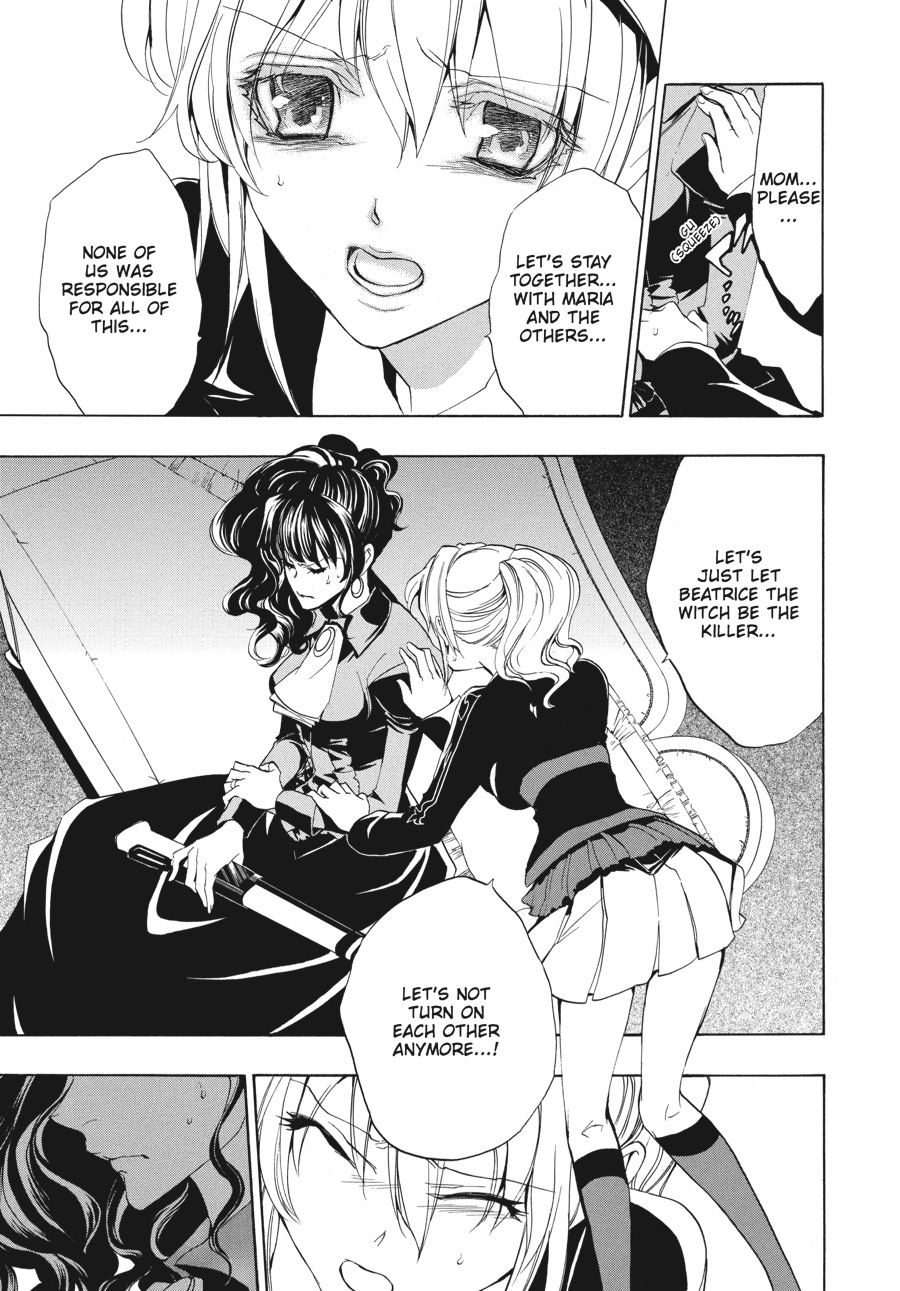 MOM...
PLEASE
...
GU
(SQUEEZE)
LET'S STAY
TOGETHER...
WITH MARIA
AND THE
OTHERS...
NONE OF
US WAS
RESPONSIBLE
FOR ALL OF
THIS...
LET'S
JUST LET
BEATRICE THE
WITCH BE THE
KILLER...
LET'S NOT
TURN ON
EACH OTHER
ANYMORE...!